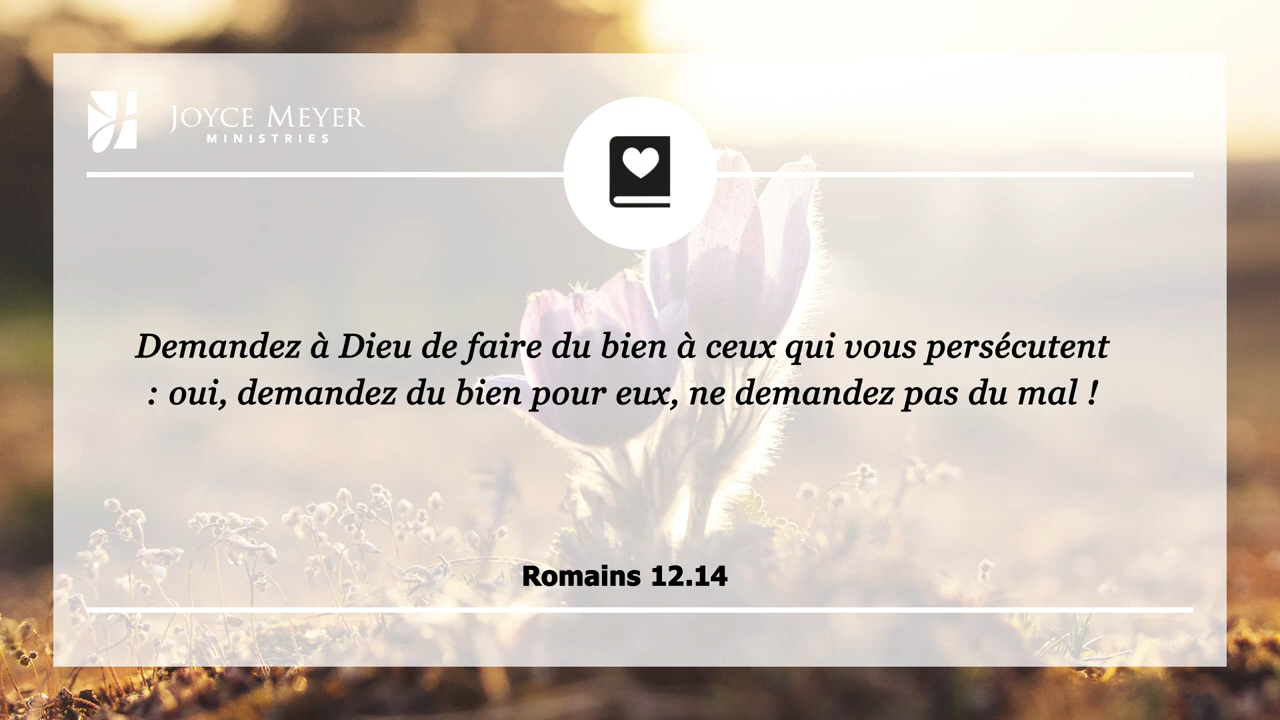 JOYCE MEYER
MINISTRIES
Demandez à Dieu de faire du bien à ceux qui vous persécutent
: oui, demandez du bien pour eux, ne demandez pas du mal !
Romains 12.14